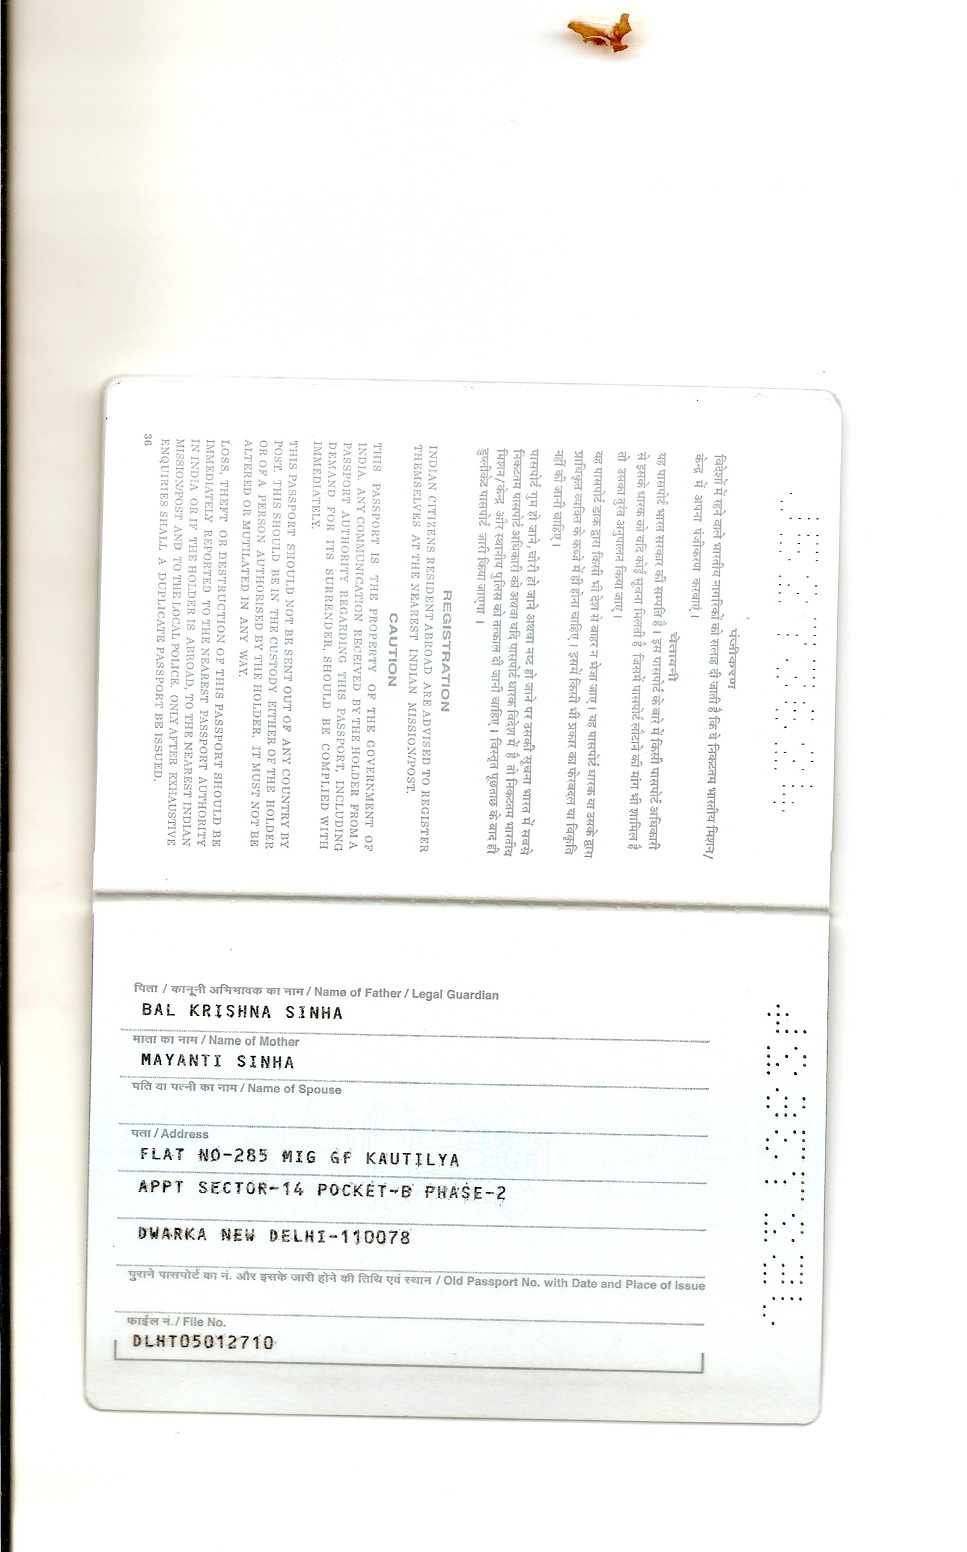 पंजीकरण
विदेशों में रहने वाले भारतीय नागरिकों को सलाह दी जाती है कि वे निकटतम भारतीय मिशन/
केन्द्र में अपना पंजीकरण करवाएं।
चेतावनी
यह पासपोर्ट भारत सरकार की सम्पत्ति है। इस पासपोर्ट के बारे में किसी पासपोर्ट अधिकारी
से इसके धारक को यदि कोई सूचना मिलती है जिसमें पासपोर्ट लौटाने की मांग भी शामिल है
तो उसका तुरंत अनुपालन किया जाए।
यह पासपोर्ट डाक द्वारा किसी भी देश से बाहर न भेजा जाए। यह पासपोर्ट धारक या उसके द्वारा
प्राधिकृत व्यक्ति के कब्जे में ही होना चाहिए। इसमें किसी भी प्रकार का फेरबदल या विकृति
नहीं की जानी चाहिए।
पासपोर्ट गुम हो जाने, चोरी हो जाने अथवा नष्ट हो जाने पर उसकी सूचना भारत में सबसे
निकटतम पासपोर्ट अधिकारी को अथवा यदि पासपोर्ट धारक विदेश में है तो निकटतम भारतीय
मिशन/केन्द्र और स्थानीय पुलिस को तत्काल दी जानी चाहिए। विस्तृत पूछताछ के बाद ही
डुप्लीकेट पासपोर्ट जारी किया जाएगा।
REGISTRATION
INDIAN CITIZENS RESIDENT ABROAD ARE ADVISED TO REGISTER
THEMSELVES AT THE NEAREST INDIAN MISSION/POST.
CAUTION
THIS PASSPORT IS THE PROPERTY OF THE GOVERNMENT OF
INDIA. ANY COMMUNICATION RECEIVED BY THE HOLDER FROM A
PASSPORT AUTHORITY REGARDING THIS PASSPORT, INCLUDING
DEMAND FOR ITS SURRENDER, SHOULD BE COMPLIED WITH
IMMEDIATELY.
THIS PASSPORT SHOULD NOT BE SENT OUT OF ANY COUNTRY BY
POST. THIS SHOULD BE IN THE CUSTODY EITHER OF THE HOLDER
OR OF A PERSON AUTHORISED BY THE HOLDER. IT MUST NOT BE
ALTERED OR MUTILATED IN ANY WAY.
LOSS, THEFT OR DESTRUCTION OF THIS PASSPORT SHOULD BE
IMMEDIATELY REPORTED TO THE NEAREST PASSPORT AUTHORITY
IN INDIA OR IF THE HOLDER IS ABROAD, TO THE NEAREST INDIAN
MISSION/POST AND TO THE LOCAL POLICE. ONLY AFTER EXHAUSTIVE
ENQUIRIES SHALL A DUPLICATE PASSPORT BE ISSUED.
36
पिता / कानूनी अभिभावक का नाम / Name of Father / Legal Guardian
BAL KRISHNA SINHA
माता का नाम / Name of Mother
MAYANTI SINHA
पति या पत्नी का नाम / Name of Spouse
पता / Address
FLAT NO-285 MIG GF KAUTILYA
APPT SECTOR-14 POCKET-B PHASE-2
DWARKA NEW DELHI-110078
पुराने पासपोर्ट का नं. और इसके जारी होने की तिथि एवं स्थान / Old Passport No. with Date and Place of Issue
फाईल नं. / File No.
DLHT05012710